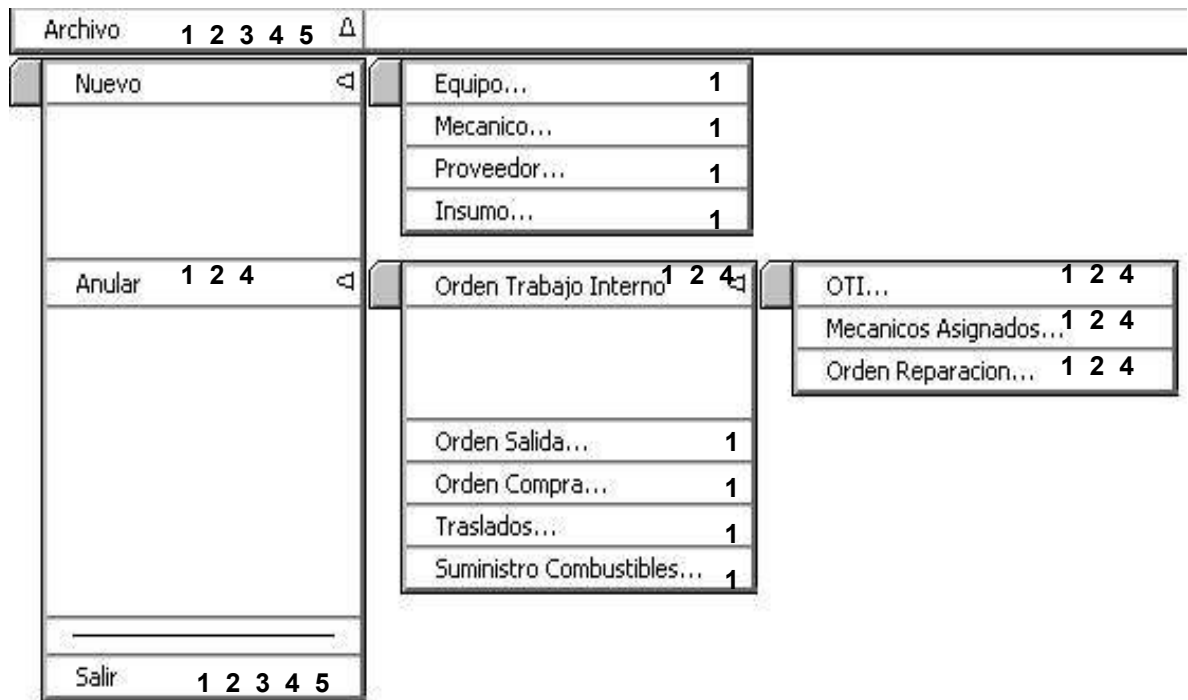 Archivo 1 2 3 4 5
Nuevo
Equipo... 1
Mecanico... 1
Proveedor... 1
Insumo... 1
Anular 1 2 4
Orden Trabajo Interno 1 2 4
OTI... 1 2 4
Mecanicos Asignados... 1 2 4
Orden Reparacion... 1 2 4
Orden Salida... 1
Orden Compra... 1
Traslados... 1
Suministro Combustibles... 1
Salir 1 2 3 4 5